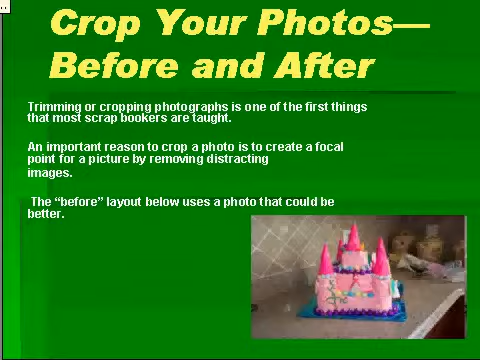 Crop Your Photos—
Before and After
Trimming or cropping photographs is one of the first things
that most scrap bookers are taught.
An important reason to crop a photo is to create a focal
point for a picture by removing distracting
images.
The “before” layout below uses a photo that could be
better.